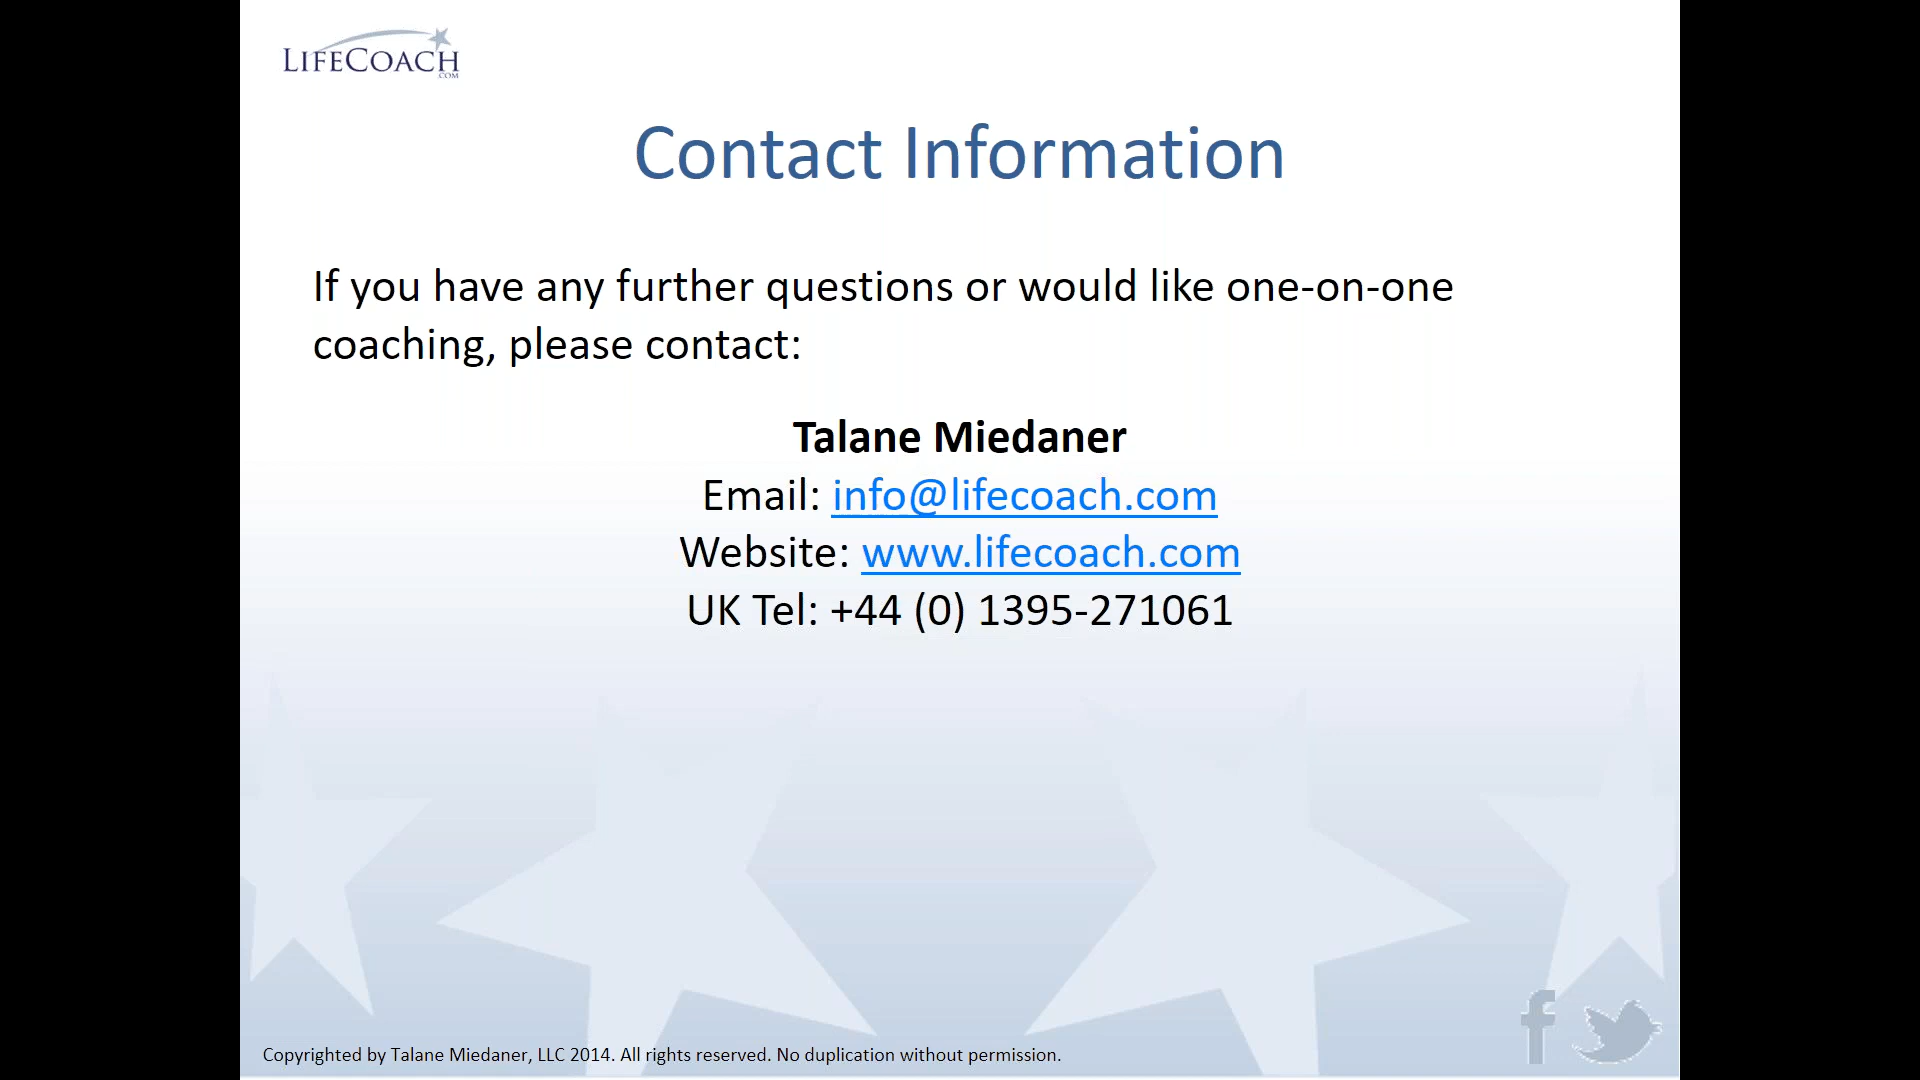 LIFECOACH
.COM
Contact Information
If you have any further questions or would like one-on-one
coaching, please contact:
Talane Miedaner
Email: info@lifecoach.com
Website: www.lifecoach.com
UK Tel: +44 (0) 1395-271061
Copyrighted by Talane Miedaner, LLC 2014. All rights reserved. No duplication without permission.